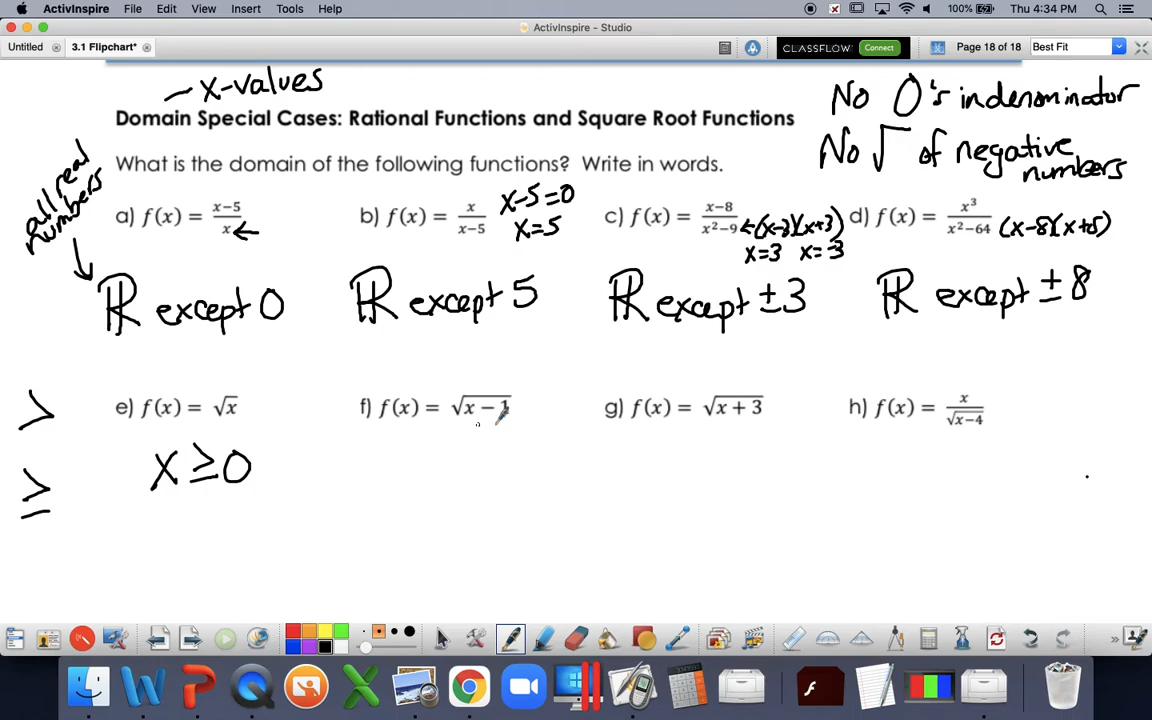 ActivInspire File Edit View Insert Tools Help 100% Thu 4:34 PM
ActivInspire - Studio
Untitled 3.1 Flipchart* CLASSFLOW Connect Page 18 of 18 Best Fit
– x-values
No 0's in denominator
Domain Special Cases: Rational Functions and Square Root Functions
No √ of negative numbers
What is the domain of the following functions? Write in words.
all real numbers
a) f(x) = (x−5)/x
b) f(x) = x/(x−5) x-5=0 x=5
c) f(x) = (x−8)/(x²−9) (x-3)(x+3) x=3 x=-3
d) f(x) = x³/(x²−64) (x-8)(x+8)
ℝ except 0 ℝ except 5 ℝ except ±3 ℝ except ±8
>
e) f(x) = √x f) f(x) = √(x − 1) g) f(x) = √(x + 3) h) f(x) = x/√(x−4)
≥
x ≥ 0